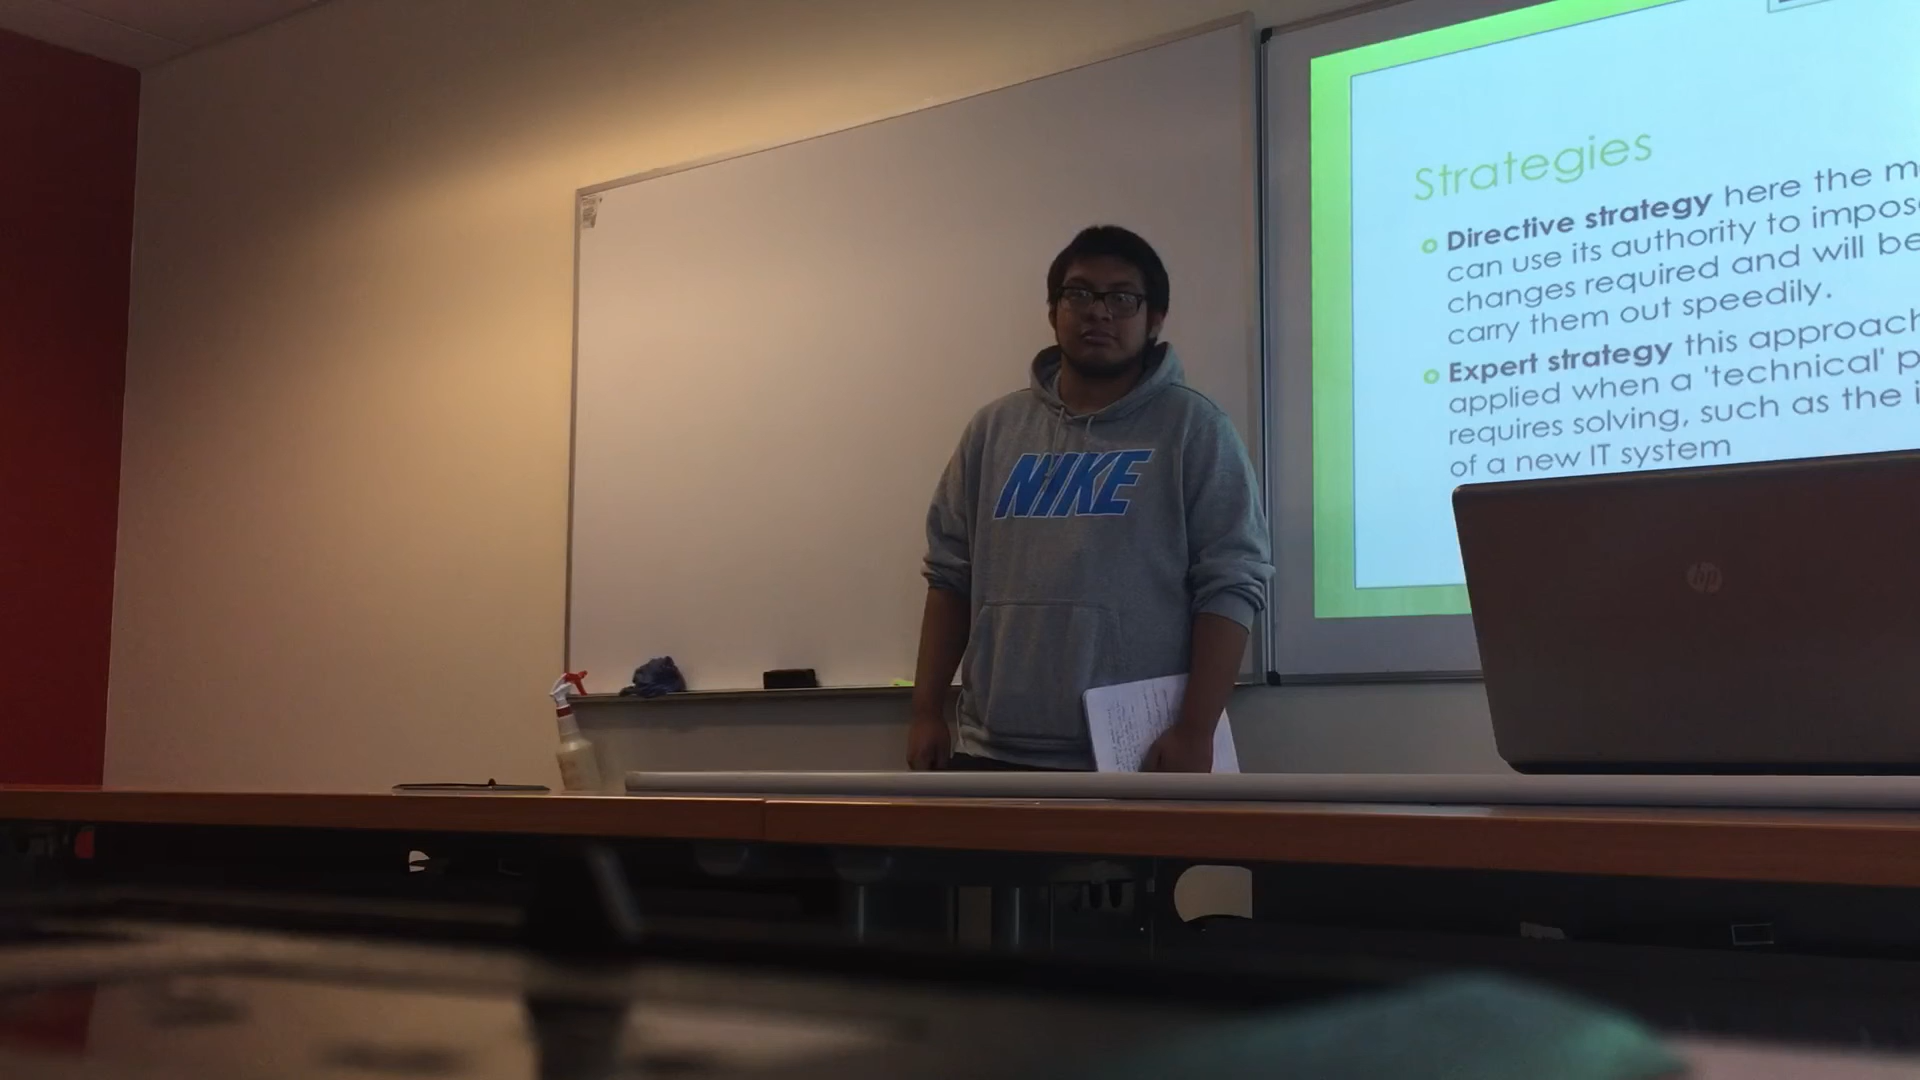 Strategies
Directive strategy here the
can use its authority to impose
changes required and will be
carry them out speedily.
Expert strategy this approach
applied when a 'technical'
requires solving, such as the
of a new IT system
NIKE
hp